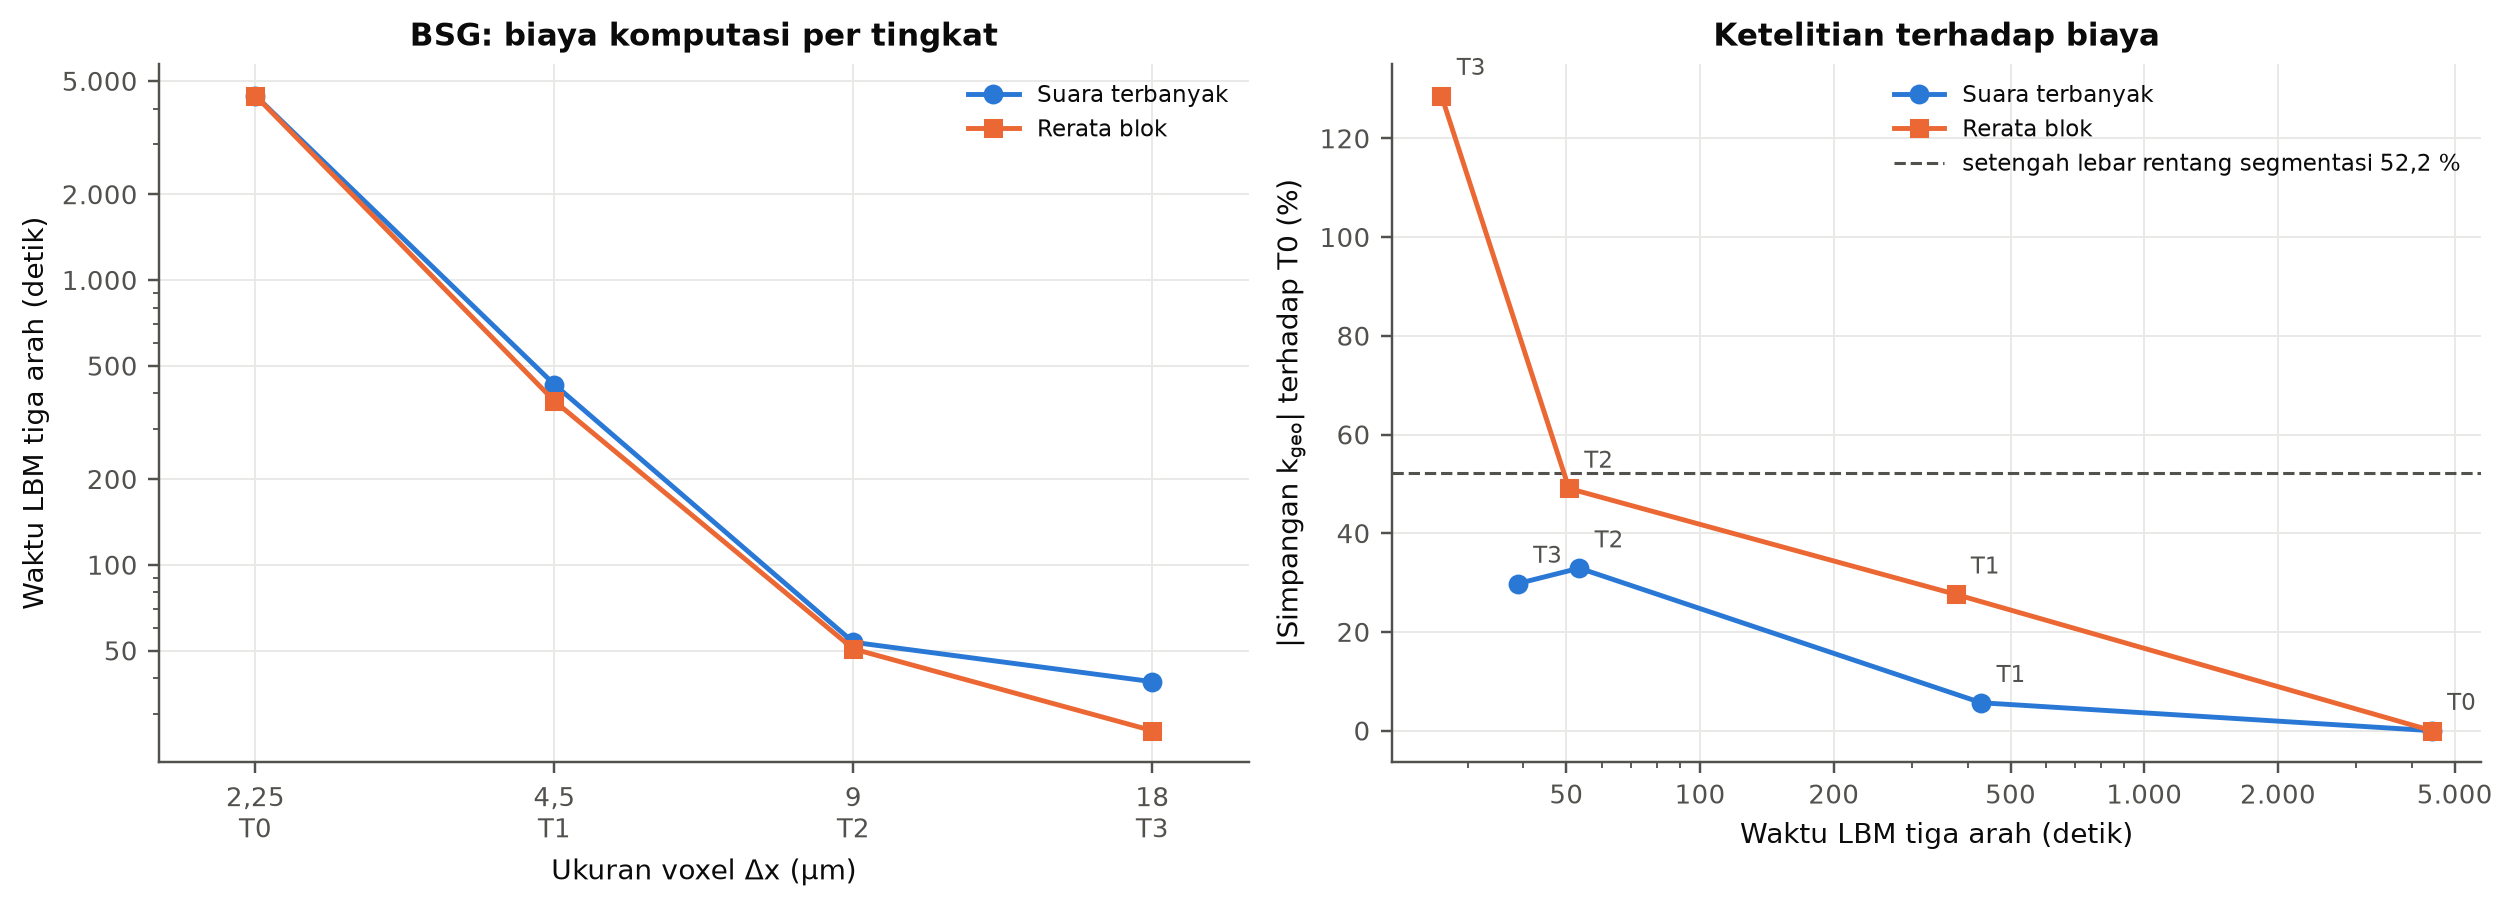 BSG: biaya komputasi per tingkat
Waktu LBM tiga arah (detik)
5.000
2.000
1.000
500
200
100
50
Suara terbanyak
Rerata blok
2,25
T0
4,5
T1
9
T2
18
T3
Ukuran voxel Δx (μm)
Ketelitian terhadap biaya
|Simpangan kgeo| terhadap T0 (%)
120
100
80
60
40
20
0
Suara terbanyak
Rerata blok
setengah lebar rentang segmentasi 52,2 %
T3
T2
T2
T3
T1
T1
T0
50
100
200
500
1.000
2.000
5.000
Waktu LBM tiga arah (detik)